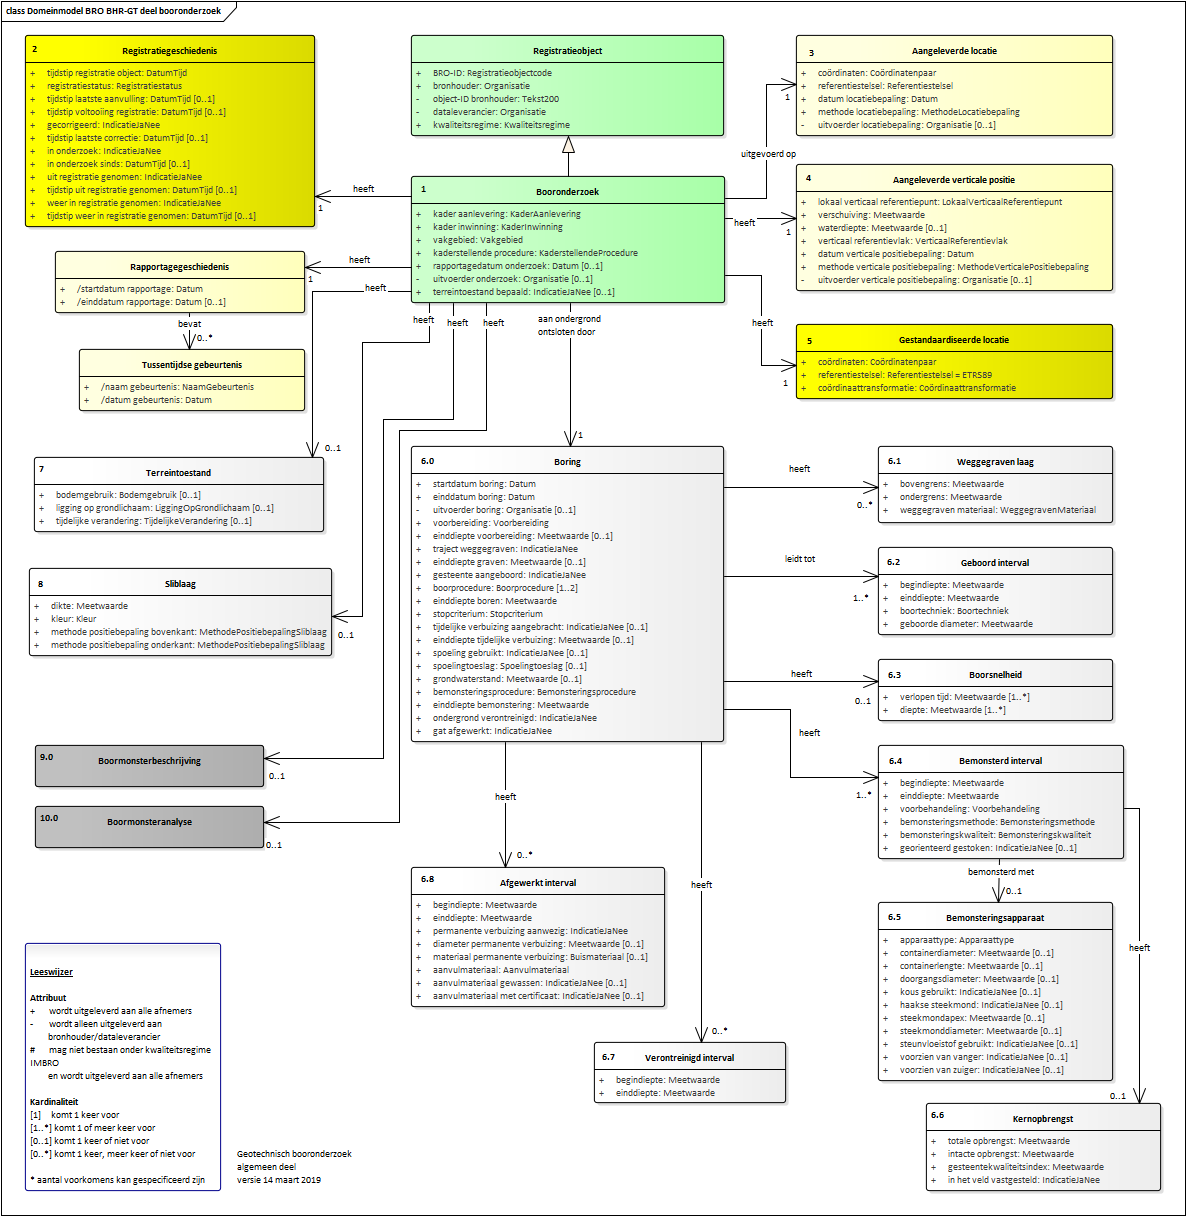 class Domeinmodel BRO BHR-GT deel booronderzoek
2 Registratiegeschiedenis
+ tijdstip registratie object: DatumTijd
+ registratiestatus: Registratiestatus
+ tijdstip laatste aanvulling: DatumTijd [0..1]
+ tijdstip voltooiing registratie: DatumTijd [0..1]
+ gecorrigeerd: IndicatieJaNee
+ tijdstip laatste correctie: DatumTijd [0..1]
+ in onderzoek: IndicatieJaNee
+ in onderzoek sinds: DatumTijd [0..1]
+ uit registratie genomen: IndicatieJaNee
+ tijdstip uit registratie genomen: DatumTijd [0..1]
+ weer in registratie genomen: IndicatieJaNee
+ tijdstip weer in registratie genomen: DatumTijd [0..1]
Registratieobject
+ BRO-ID: Registratieobjectcode
+ bronhouder: Organisatie
- object-ID bronhouder: Tekst200
- dataleverancier: Organisatie
+ kwaliteitsregime: Kwaliteitsregime
3 Aangeleverde locatie
+ coördinaten: Coördinatenpaar
+ referentiestelsel: Referentiestelsel
+ datum locatiebepaling: Datum
+ methode locatiebepaling: MethodeLocatiebepaling
- uitvoerder locatiebepaling: Organisatie [0..1]
1
uitgevoerd op
heeft
1
1 Booronderzoek
+ kader aanlevering: KaderAanlevering
+ kader inwinning: KaderInwinning
+ vakgebied: Vakgebied
+ kaderstellende procedure: KaderstellendeProcedure
+ rapportagedatum onderzoek: Datum [0..1]
- uitvoerder onderzoek: Organisatie [0..1]
+ terreintoestand bepaald: IndicatieJaNee [0..1]
4 Aangeleverde verticale positie
+ lokaal verticaal referentiepunt: LokaalVerticaalReferentiepunt
+ verschuiving: Meetwaarde
+ waterdiepte: Meetwaarde [0..1]
+ verticaal referentievlak: VerticaalReferentievlak
+ datum verticale positiebepaling: Datum
+ methode verticale positiebepaling: MethodeVerticalePositiebepaling
- uitvoerder verticale positiebepaling: Organisatie [0..1]
heeft
1
heeft
1
Rapportagegeschiedenis
+ /startdatum rapportage: Datum
+ /einddatum rapportage: Datum [0..1]
heeft
bevat
0..*
Tussentijdse gebeurtenis
+ /naam gebeurtenis: NaamGebeurtenis
+ /datum gebeurtenis: Datum
heeft
heeft
heeft
aan ondergrond
ontsloten door
1
heeft
1
5 Gestandaardiseerde locatie
+ coördinaten: Coördinatenpaar
+ referentiestelsel: Referentiestelsel = ETRS89
+ coördinaattransformatie: Coördinaattransformatie
0..1
7 Terreintoestand
+ bodemgebruik: Bodemgebruik [0..1]
+ ligging op grondlichaam: LiggingOpGrondlichaam [0..1]
+ tijdelijke verandering: TijdelijkeVerandering [0..1]
8 Sliblaag
+ dikte: Meetwaarde
+ kleur: Kleur
+ methode positiebepaling bovenkant: MethodePositiebepalingSliblaag
+ methode positiebepaling onderkant: MethodePositiebepalingSliblaag
0..1
9.0 Boormonsterbeschrijving
0..1
10.0 Boormonsteranalyse
0..1
6.0 Boring
+ startdatum boring: Datum
+ einddatum boring: Datum
- uitvoerder boring: Organisatie [0..1]
+ voorbereiding: Voorbereiding
+ einddiepte voorbereiding: Meetwaarde [0..1]
+ traject weggegraven: IndicatieJaNee
+ einddiepte graven: Meetwaarde [0..1]
+ gesteente aangeboord: IndicatieJaNee
+ boorprocedure: Boorprocedure [1..2]
+ einddiepte boren: Meetwaarde
+ stopcriterium: Stopcriterium
+ tijdelijke verbuizing aangebracht: IndicatieJaNee [0..1]
+ einddiepte tijdelijke verbuizing: Meetwaarde [0..1]
+ spoeling gebruikt: IndicatieJaNee [0..1]
+ spoelingtoeslag: Spoelingtoeslag [0..1]
+ grondwaterstand: Meetwaarde [0..1]
+ bemonsteringsprocedure: Bemonsteringsprocedure
+ einddiepte bemonstering: Meetwaarde
+ ondergrond verontreinigd: IndicatieJaNee
+ gat afgewerkt: IndicatieJaNee
heeft
0..*
6.1 Weggegraven laag
+ bovengrens: Meetwaarde
+ ondergrens: Meetwaarde
+ weggegraven materiaal: WeggegravenMateriaal
leidt tot
1..*
6.2 Geboord interval
+ begindiepte: Meetwaarde
+ einddiepte: Meetwaarde
+ boortechniek: Boortechniek
+ geboorde diameter: Meetwaarde
heeft
0..1
6.3 Boorsnelheid
+ verlopen tijd: Meetwaarde [1..*]
+ diepte: Meetwaarde [1..*]
heeft
1..*
6.4 Bemonsterd interval
+ begindiepte: Meetwaarde
+ einddiepte: Meetwaarde
+ voorbehandeling: Voorbehandeling
+ bemonsteringsmethode: Bemonsteringsmethode
+ bemonsteringskwaliteit: Bemonsteringskwaliteit
+ georienteerd gestoken: IndicatieJaNee [0..1]
bemonsterd met
0..1
6.5 Bemonsteringsapparaat
+ apparaattype: Apparaattype
+ containerdiameter: Meetwaarde [0..1]
+ containerlengte: Meetwaarde [0..1]
+ doorgangsdiameter: Meetwaarde [0..1]
+ kous gebruikt: IndicatieJaNee [0..1]
+ haakse steekmond: IndicatieJaNee [0..1]
+ steekmondapex: Meetwaarde [0..1]
+ steekmonddiameter: Meetwaarde [0..1]
+ steunvloeistof gebruikt: IndicatieJaNee [0..1]
+ voorzien van vanger: IndicatieJaNee [0..1]
+ voorzien van zuiger: IndicatieJaNee [0..1]
heeft
0..1
6.6 Kernopbrengst
+ totale opbrengst: Meetwaarde
+ intacte opbrengst: Meetwaarde
+ gesteentekwaliteitsindex: Meetwaarde
+ in het veld vastgesteld: IndicatieJaNee
heeft
0..*
6.8 Afgewerkt interval
+ begindiepte: Meetwaarde
+ einddiepte: Meetwaarde
+ permanente verbuizing aanwezig: IndicatieJaNee
+ diameter permanente verbuizing: Meetwaarde [0..1]
+ materiaal permanente verbuizing: Buismateriaal [0..1]
+ aanvulmateriaal: Aanvulmateriaal
+ aanvulmateriaal gewassen: IndicatieJaNee [0..1]
+ aanvulmateriaal met certificaat: IndicatieJaNee [0..1]
heeft
0..*
6.7 Verontreinigd interval
+ begindiepte: Meetwaarde
+ einddiepte: Meetwaarde
Leeswijzer
Attribuut
+ wordt uitgeleverd aan alle afnemers
- wordt alleen uitgeleverd aan
bronhouder/dataleverancier
# mag niet bestaan onder kwaliteitsregime
IMBRO
en wordt uitgeleverd aan alle afnemers
Kardinaliteit
[1] komt 1 keer voor
[1..*] komt 1 of meer keer voor
[0..1] komt 1 keer of niet voor
[0..*] komt 1 keer, meer keer of niet voor
* aantal voorkomens kan gespecificeerd zijn
Geotechnisch booronderzoek
algemeen deel
versie 14 maart 2019